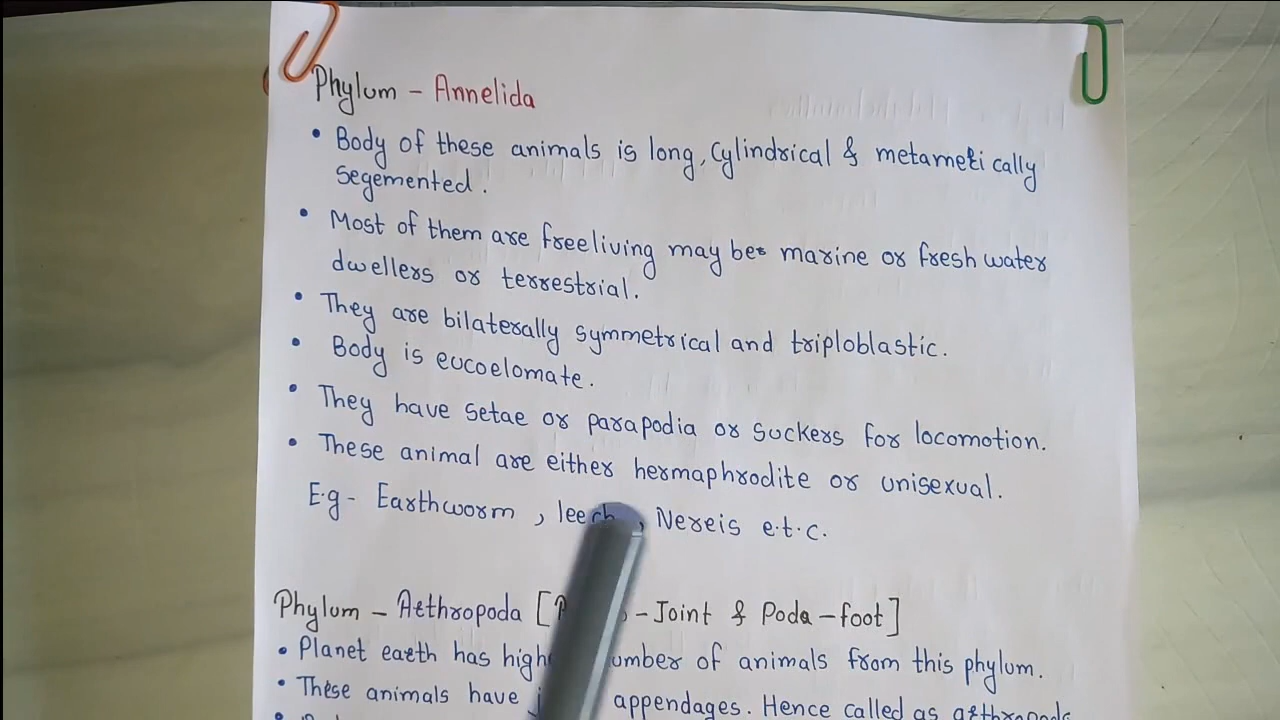 Phylum - Annelida
• Body of these animals is long, Cylindrical & metametically
segemented.
• Most of them are freeliving may be marine or fresh water
dwellers or terrestrial.
• They are bilaterally symmetrical and triploblastic.
• Body is eucoelomate.
• They have setae or parapodia or suckers for locomotion.
• These animal are either hermaphrodite or unisexual.
E.g - Earthworm, leech, Nereis e.t.c.
Phylum - Arthropoda [ - Joint & Poda - foot]
• Planet earth has number of animals from this phylum.
• These animals have appendages. Hence called as arthropods